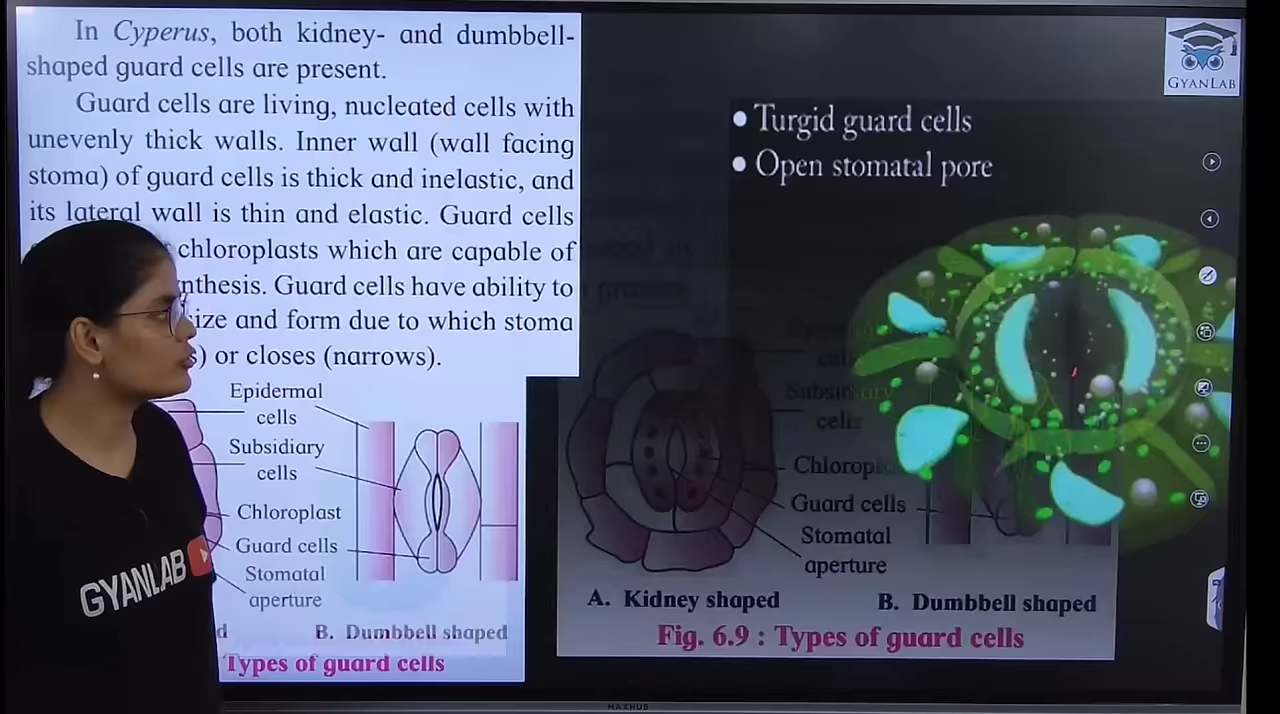 In Cyperus, both kidney- and dumbbell-
shaped guard cells are present.
Guard cells are living, nucleated cells with
unevenly thick walls. Inner wall (wall facing
stoma) of guard cells is thick and inelastic, and
its lateral wall is thin and elastic. Guard cells
chloroplasts which are capable of
nthesis. Guard cells have ability to
ize and form due to which stoma
s) or closes (narrows).
Epidermal
cells
Subsidiary
cells
Chloroplast
Guard cells
Stomatal
aperture
d
B. Dumbbell shaped
Types of guard cells
GYANLAB
• Turgid guard cells
• Open stomatal pore
Subsidiary
cells
Chlorop
Guard cells
Stomatal
aperture
A. Kidney shaped
B. Dumbbell shaped
Fig. 6.9 : Types of guard cells
GYANLAB
MAXHUB